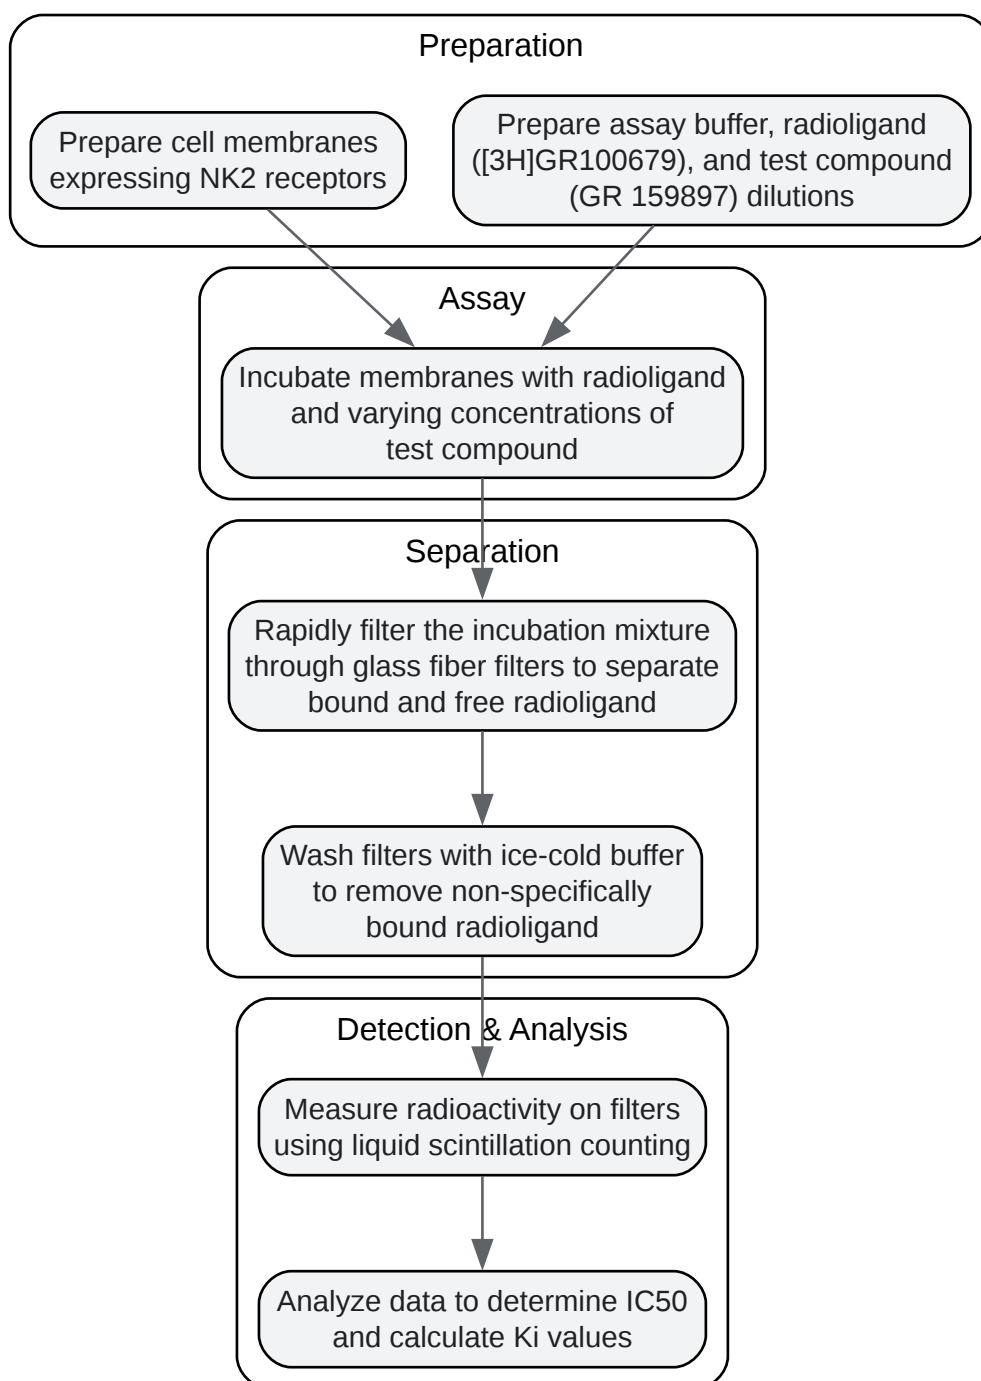 Preparation
Prepare cell membranes
expressing NK2 receptors
Prepare assay buffer, radioligand
([3H]GR100679), and test compound
(GR 159897) dilutions
Assay
Incubate membranes with radioligand
and varying concentrations of
test compound
Separation
Rapidly filter the incubation mixture
through glass fiber filters to separate
bound and free radioligand
Wash filters with ice-cold buffer
to remove non-specifically
bound radioligand
Detection & Analysis
Measure radioactivity on filters
using liquid scintillation counting
Analyze data to determine IC50
and calculate Ki values